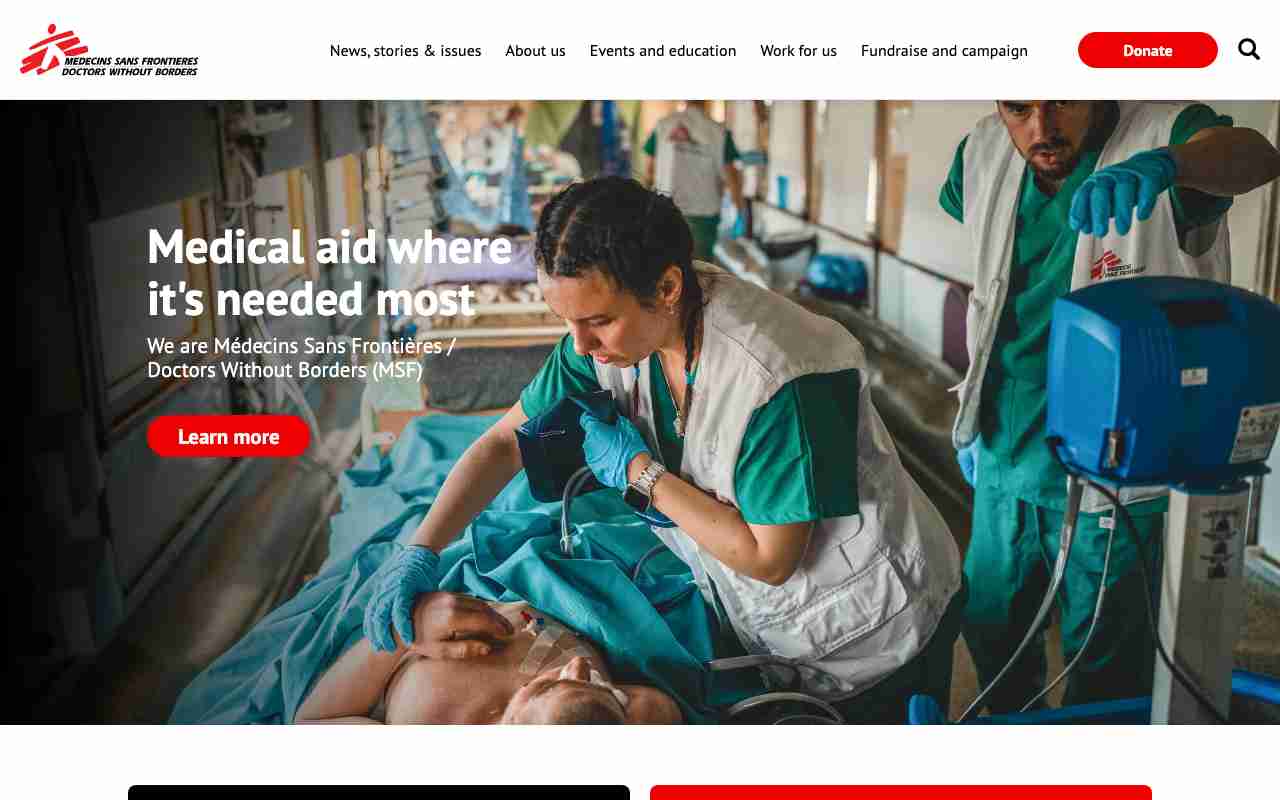 MEDECINS SANS FRONTIERES
DOCTORS WITHOUT BORDERS
News, stories & issues
About us
Events and education
Work for us
Fundraise and campaign
Donate
Medical aid where
it's needed most
We are Médecins Sans Frontières /
Doctors Without Borders (MSF)
Learn more